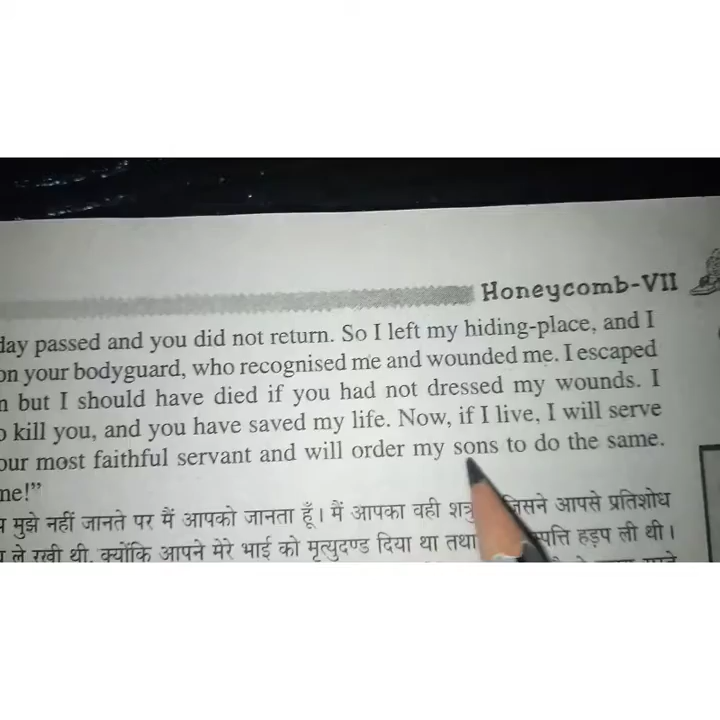 Honeycomb-VII
day passed and you did not return. So I left my hiding-place, and I
on your bodyguard, who recognised me and wounded me. I escaped
but I should have died if you had not dressed my wounds. I
kill you, and you have saved my life. Now, if I live, I will serve
our most faithful servant and will order my sons to do the same.
me!”
मुझे नहीं जानते पर मैं आपको जानता हूँ। मैं आपका वही शत्रु जिसने आपसे प्रतिशोध
ले रखी थी, क्योंकि आपने मेरे भाई को मृत्युदण्ड दिया था तथा हड़प ली थी।